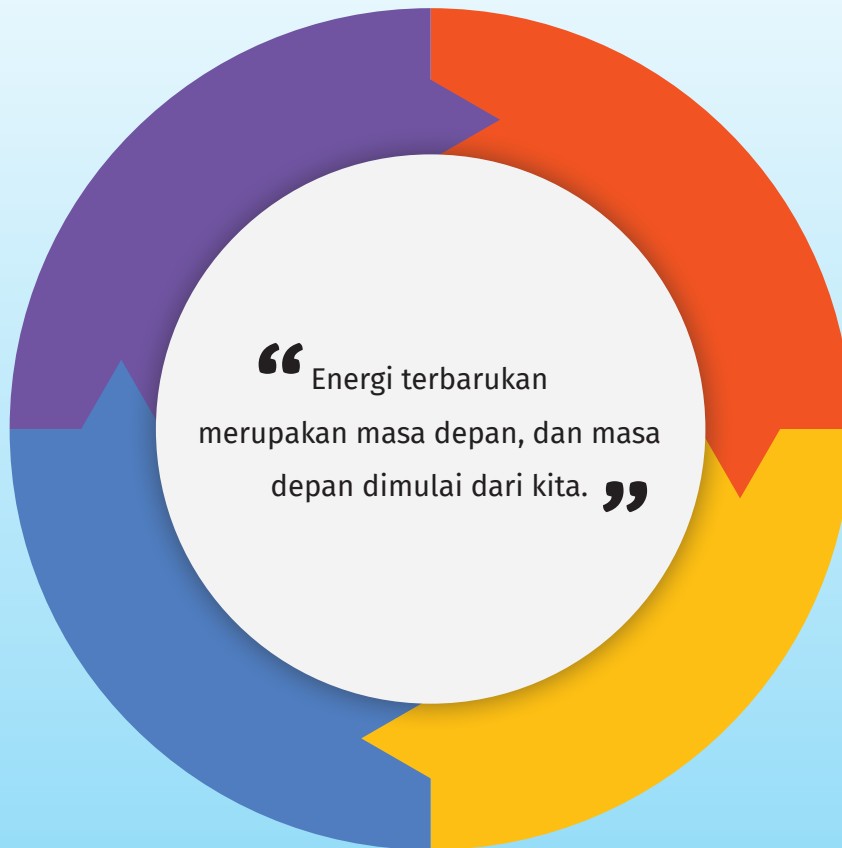 “ Energi terbarukan
merupakan masa depan, dan masa
depan dimulai dari kita. ”